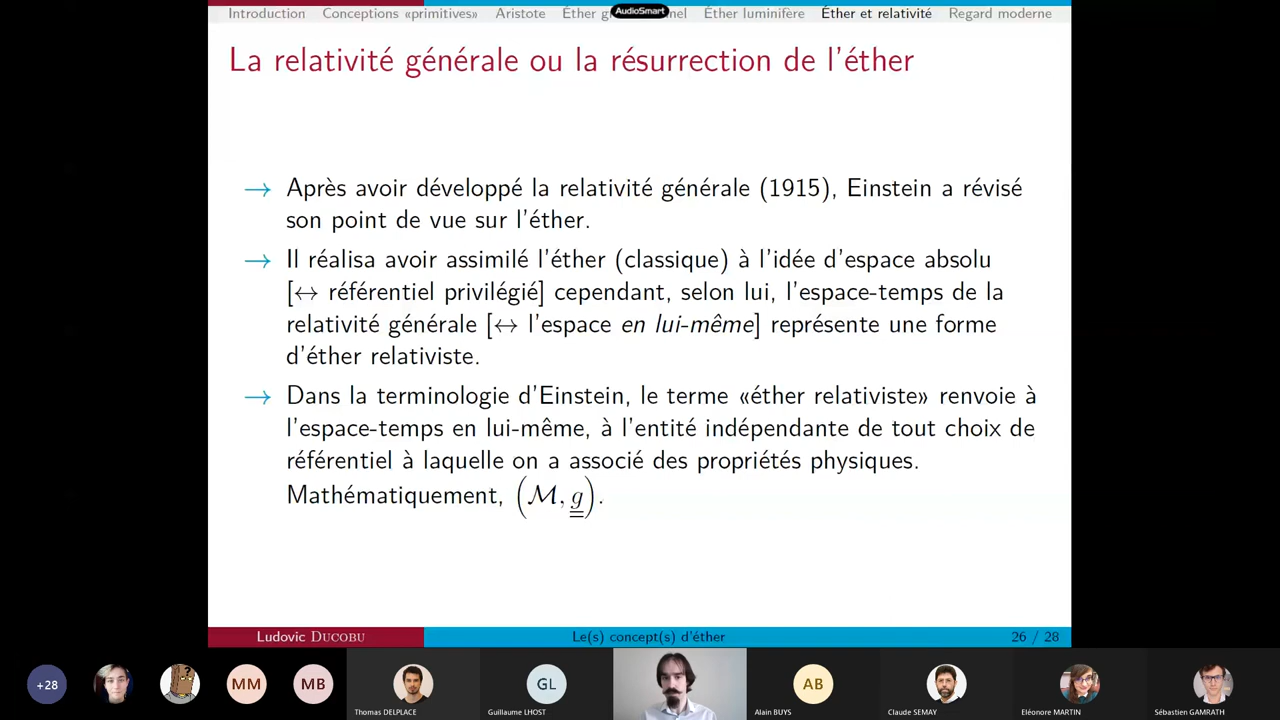 Introduction Conceptions «primitives» Aristote Éther g nel Éther luminifère Éther et relativité Regard moderne
AudioSmart
La relativité générale ou la résurrection de l'éther
→ Après avoir développé la relativité générale (1915), Einstein a révisé
son point de vue sur l'éther.
→ Il réalisa avoir assimilé l'éther (classique) à l'idée d'espace absolu
[↔ référentiel privilégié] cependant, selon lui, l'espace-temps de la
relativité générale [↔ l'espace en lui-même] représente une forme
d'éther relativiste.
→ Dans la terminologie d'Einstein, le terme «éther relativiste» renvoie à
l'espace-temps en lui-même, à l'entité indépendante de tout choix de
référentiel à laquelle on a associé des propriétés physiques.
Mathématiquement, (ℳ, g).
Ludovic DUCOBU Le(s) concept(s) d'éther 26 / 28
+28 MM MB GL AB
Thomas DELPLACE Guillaume LHOST Alain BUYS Claude SEMAY Eléonore MARTIN Sébastien GAMRATH